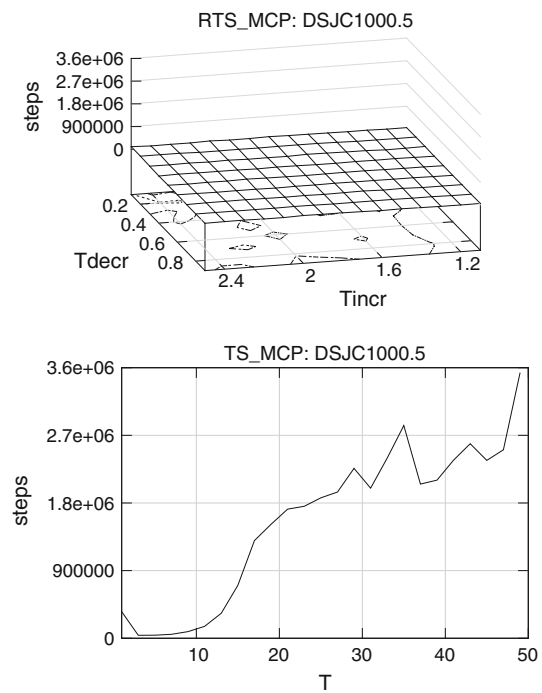 RTS_MCP: DSJC1000.5
3.6e+06
2.7e+06
1.8e+06
900000
0
steps
0.2
0.4
0.6
0.8
Tdecr
2.4
2
1.6
1.2
Tincr
TS_MCP: DSJC1000.5
3.6e+06
2.7e+06
1.8e+06
900000
0
steps
10
20
30
40
50
T